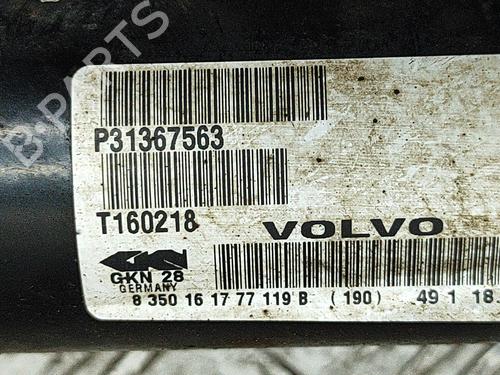 B-PARTS
P31367563
T160218
VOLVO
GKN 28
GERMANY
8 350 16 17 77 119 B (190) 49 1 18